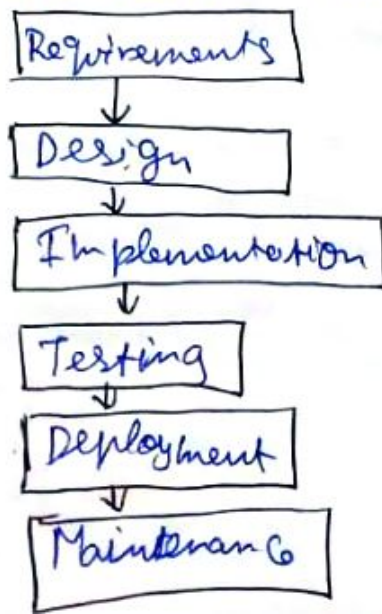 Requirements
Design
Implementation
Testing
Deployment
Maintenance